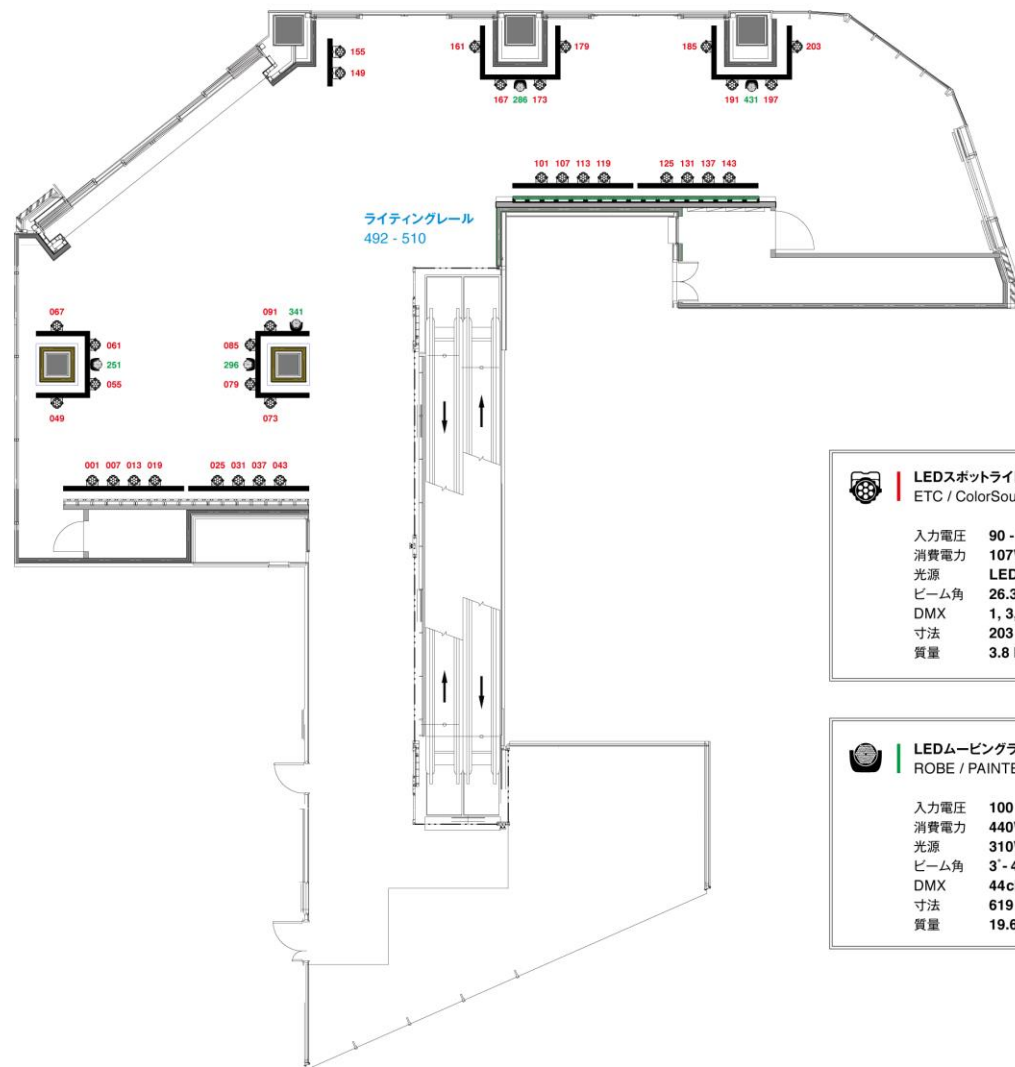 155
161
179
185
203
149
167 286 173
191 431 197
101 107 113 119
125 131 137 143
ライティングレール
492 - 510
067
091 341
061
085
251
296
055
079
049
073
001 007 013 019
025 031 037 043
LEDスポットライ
ETC / ColorSou
入力電圧 90 -
消費電力 107
光源 LED
ビーム角 26.3
DMX 1, 3,
寸法 203
質量 3.8
LEDムービングラ
ROBE / PAINTE
入力電圧 100
消費電力 440
光源 310
ビーム角 3° - 4
DMX 44c
寸法 619
質量 19.6